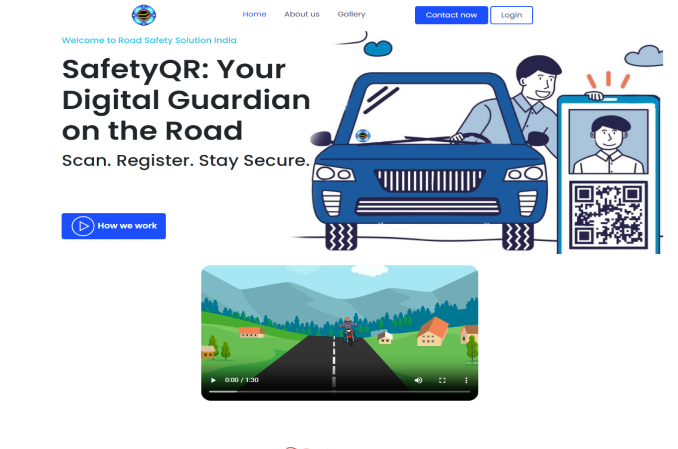 Home About us Gallery Contact now Login
Welcome to Road Safety Solution India
SafetyQR: Your
Digital Guardian
on the Road
Scan. Register. Stay Secure.
How we work
0:00 / 1:30